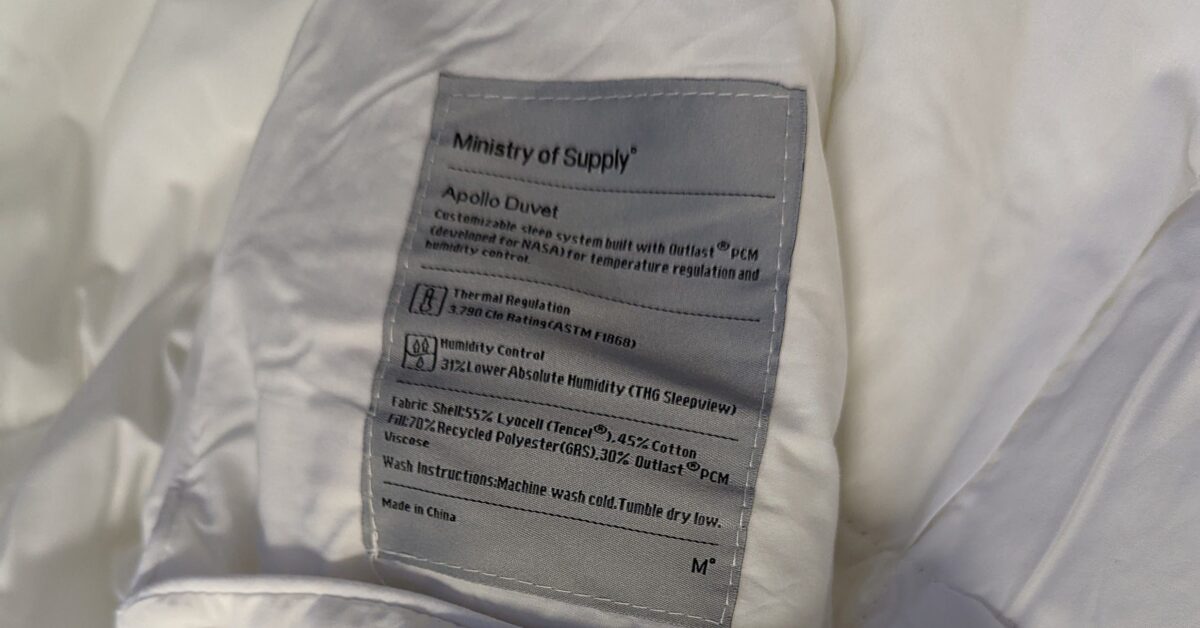 Ministry of Supply°
Apollo Duvet
Customizable sleep system built with Outlast® PCM
(developed for NASA) for temperature regulation and
humidity control.
Thermal Regulation
3.790 Clo Rating(ASTM F1868)
Humidity Control
31% Lower Absolute Humidity (THG Sleepview)
Fabric Shell:55% Lyocell (Tencel®),45% Cotton
Fill:70% Recycled Polyester(GRS),30% Outlast® PCM
Viscose
Wash Instructions:Machine wash cold.Tumble dry low.
Made in China
M°